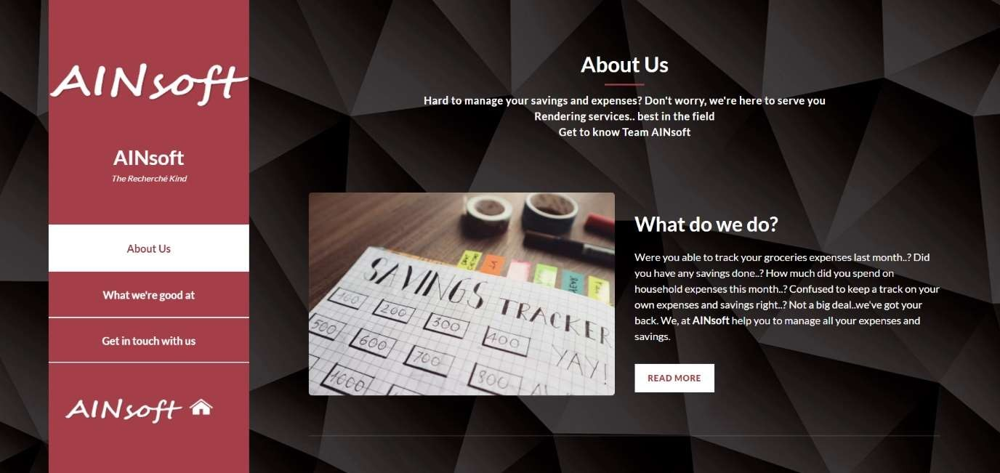 AINsoft
AINsoft
The Recherché Kind
About Us
What we're good at
Get in touch with us
AINsoft
About Us
Hard to manage your savings and expenses? Don't worry, we're here to serve you
Rendering services.. best in the field
Get to know Team AINsoft
SAVINGS TRACKER
100 200 300 400
YAY!
500 600 700 800
1000
What do we do?
Were you able to track your groceries expenses last month..? Did
you have any savings done..? How much did you spend on
household expenses this month..? Confused to keep a track on your
own expenses and savings right..? Not a big deal..we've got your
back. We, at AINsoft help you to manage all your expenses and
savings.
READ MORE